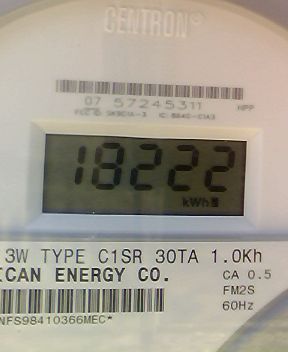 CENTRON®
07 57245311
HPP
18222
kWh
3W TYPE C1SR 30TA 1.0Kh
ICAN ENERGY CO.
CA 0.5
FM2S
60Hz
NFS98410366MEC*